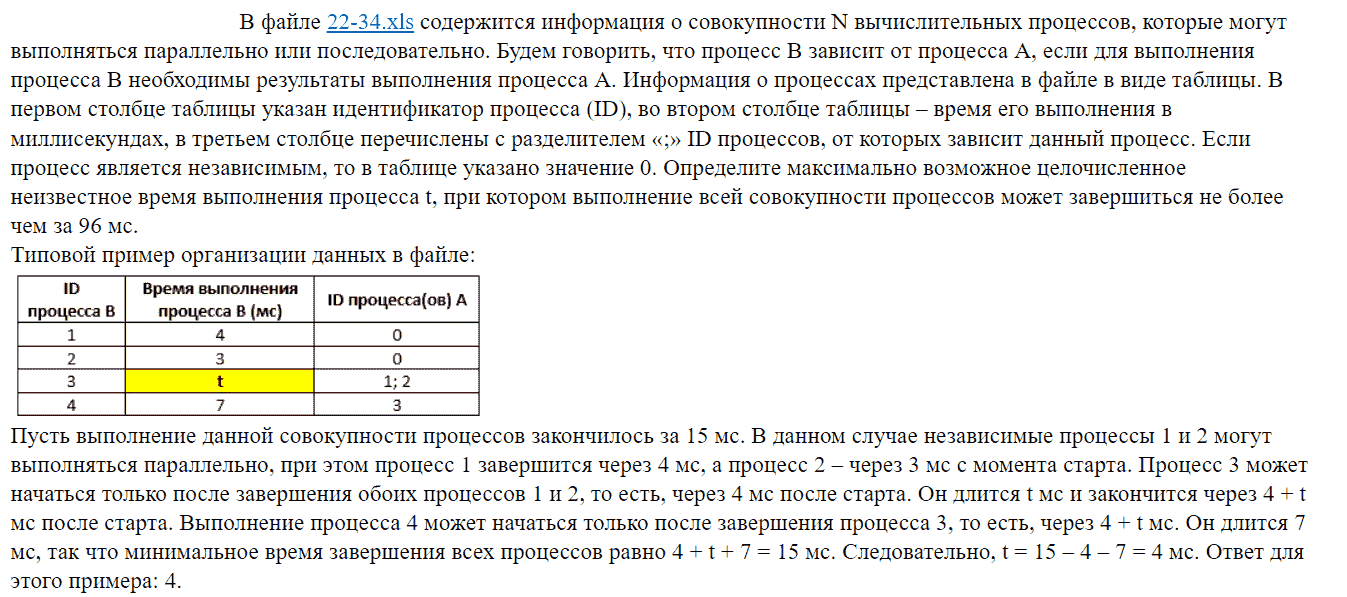 В файле 22-34.xls содержится информация о совокупности N вычислительных процессов, которые могут
выполняться параллельно или последовательно. Будем говорить, что процесс B зависит от процесса A, если для выполнения
процесса B необходимы результаты выполнения процесса A. Информация о процессах представлена в файле в виде таблицы. В
первом столбце таблицы указан идентификатор процесса (ID), во втором столбце таблицы – время его выполнения в
миллисекундах, в третьем столбце перечислены с разделителем «;» ID процессов, от которых зависит данный процесс. Если
процесс является независимым, то в таблице указано значение 0. Определите максимально возможное целочисленное
неизвестное время выполнения процесса t, при котором выполнение всей совокупности процессов может завершиться не более
чем за 96 мс.
Типовой пример организации данных в файле:
ID процесса B | Время выполнения процесса B (мс) | ID процесса(ов) A
1 | 4 | 0
2 | 3 | 0
3 | t | 1; 2
4 | 7 | 3
Пусть выполнение данной совокупности процессов закончилось за 15 мс. В данном случае независимые процессы 1 и 2 могут
выполняться параллельно, при этом процесс 1 завершится через 4 мс, а процесс 2 – через 3 мс с момента старта. Процесс 3 может
начаться только после завершения обоих процессов 1 и 2, то есть, через 4 мс после старта. Он длится t мс и закончится через 4 + t
мс после старта. Выполнение процесса 4 может начаться только после завершения процесса 3, то есть, через 4 + t мс. Он длится 7
мс, так что минимальное время завершения всех процессов равно 4 + t + 7 = 15 мс. Следовательно, t = 15 – 4 – 7 = 4 мс. Ответ для
этого примера: 4.